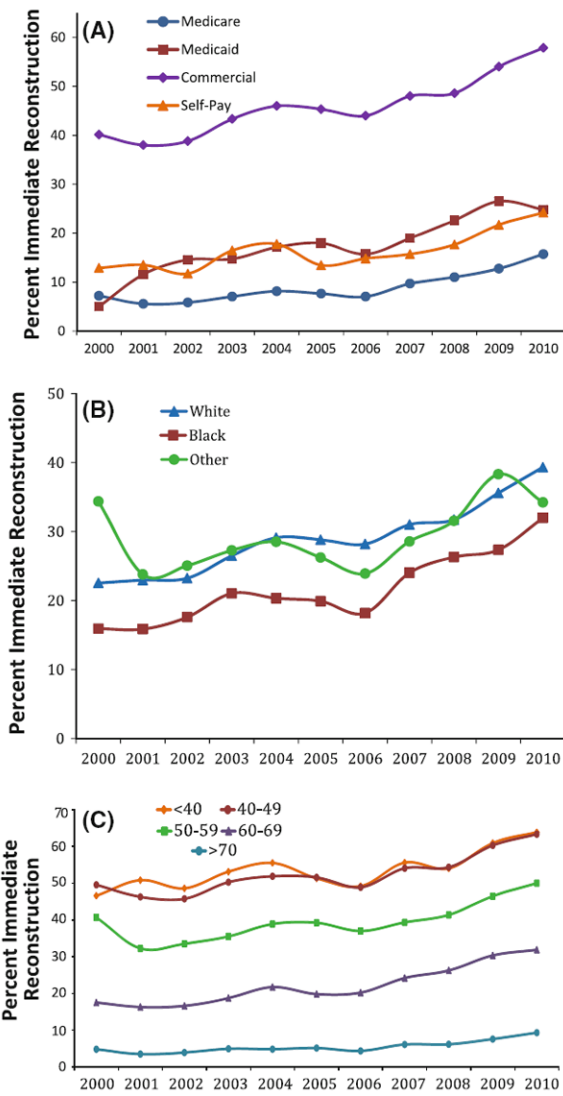 (A)
Medicare
Medicaid
Commercial
Self-Pay
Percent Immediate Reconstruction
60
50
40
30
20
10
0
2000 2001 2002 2003 2004 2005 2006 2007 2008 2009 2010
(B)
White
Black
Other
Percent Immediate Reconstruction
50
40
30
20
10
0
2000 2001 2002 2003 2004 2005 2006 2007 2008 2009 2010
(C)
<40 40-49
50-59 60-69
>70
Percent Immediate
Reconstruction
70
60
50
40
30
20
10
0
2000 2001 2002 2003 2004 2005 2006 2007 2008 2009 2010